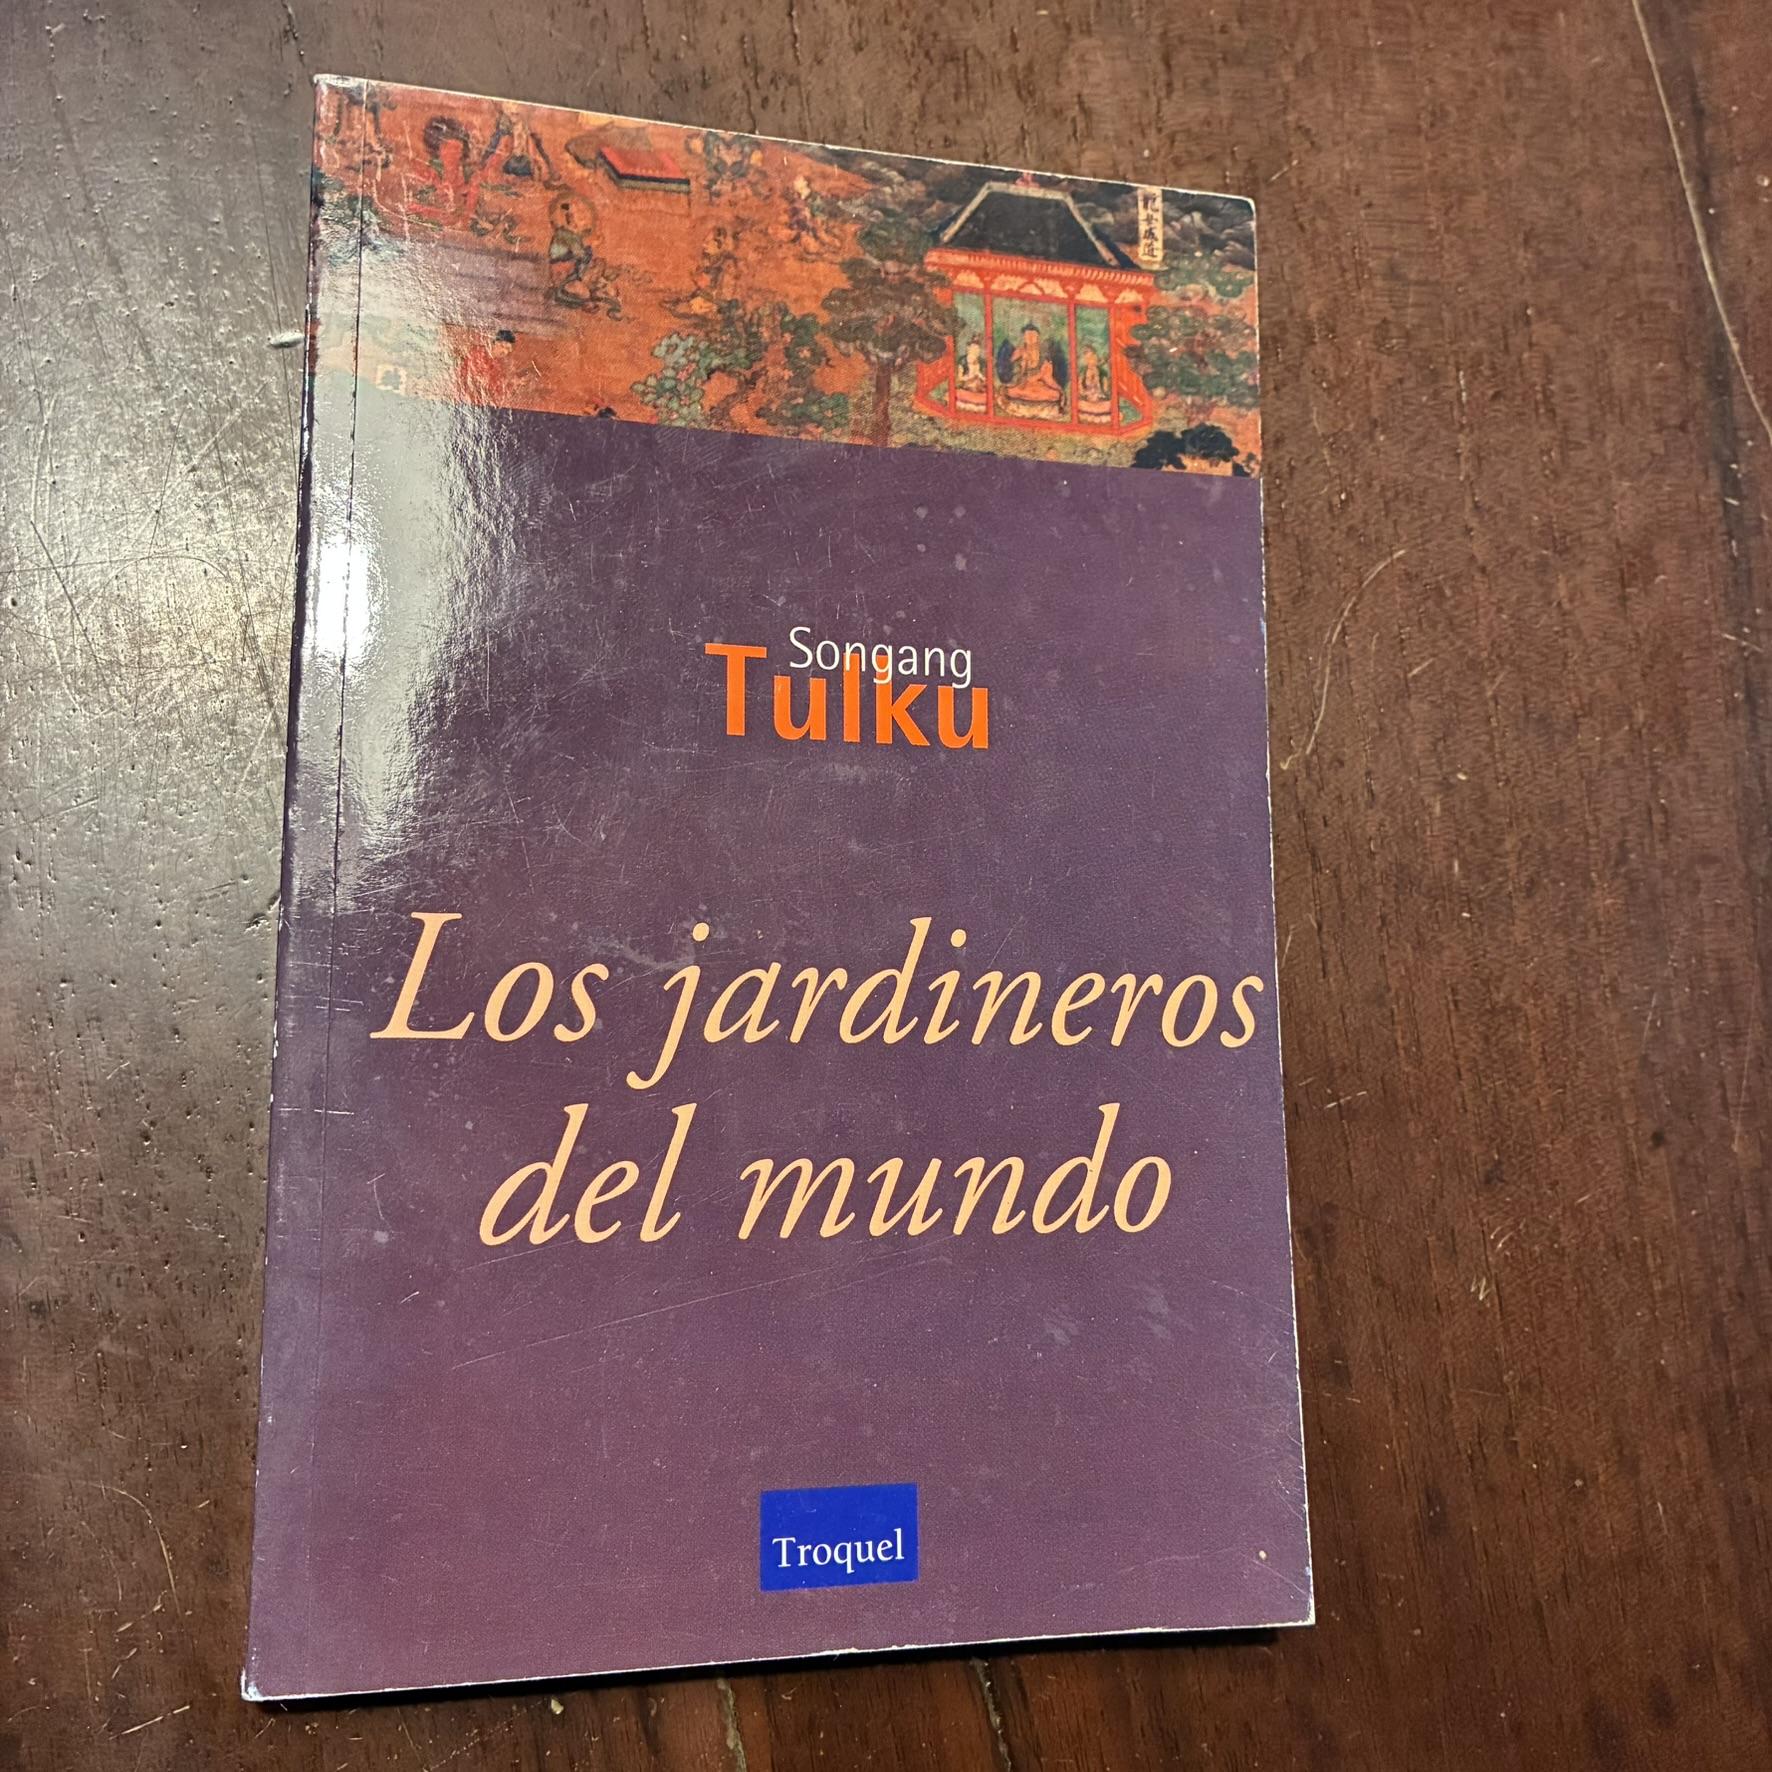 Songang
Tulku
Los jardineros
del mundo
Troquel